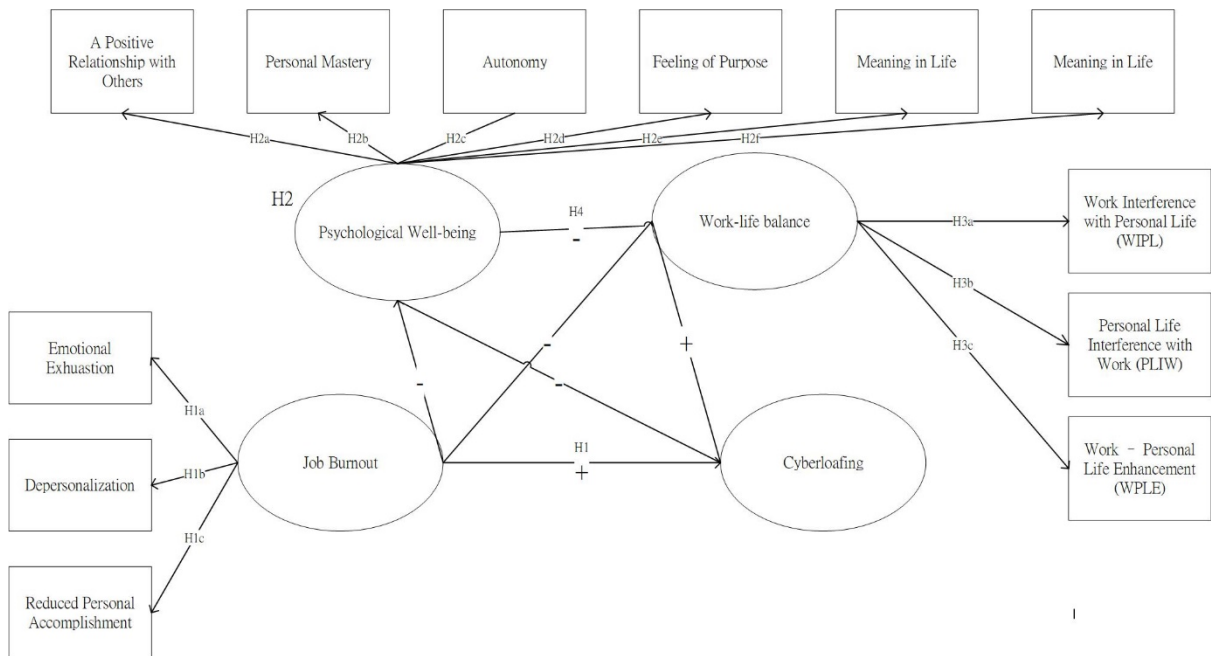 A Positive
Relationship with
Others
Personal Mastery
Autonomy
Feeling of Purpose
Meaning in Life
Meaning in Life
H2a
H2b
H2c
H2d
H2e
H2f
H2
Psychological Well-being
H4
-
Work-life balance
H3a
Work Interference
with Personal Life
(WIPL)
H3b
Personal Life
Interference with
Work (PLIW)
H3c
Work - Personal
Life Enhancement
(WPLE)
Emotional
Exhuastion
H1a
-
-
-
+
Depersonalization
H1b
Job Burnout
H1
+
Cyberloafing
H1c
Reduced Personal
Accomplishment